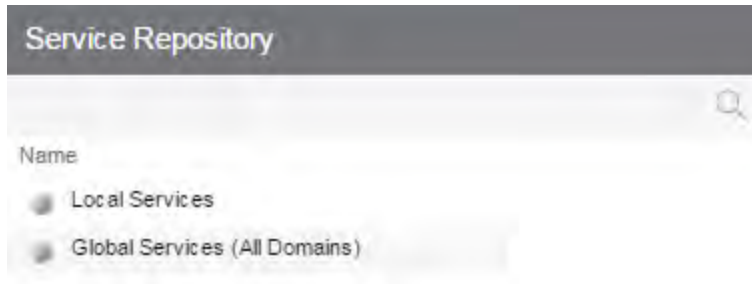 Service Repository
Name
Local Services
Global Services (All Domains)